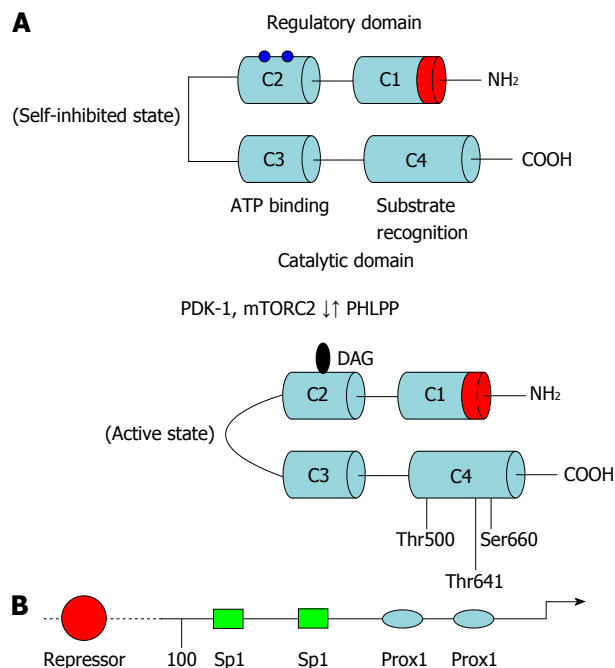 A
Regulatory domain
C2
C1
NH₂
(Self-inhibited state)
C3
C4
COOH
ATP binding
Substrate
recognition
Catalytic domain
PDK-1, mTORC2 ↓↑ PHLPP
DAG
C2
C1
NH₂
(Active state)
C3
C4
COOH
Thr500
Ser660
Thr641
B
Repressor
100
Sp1
Sp1
Prox1
Prox1